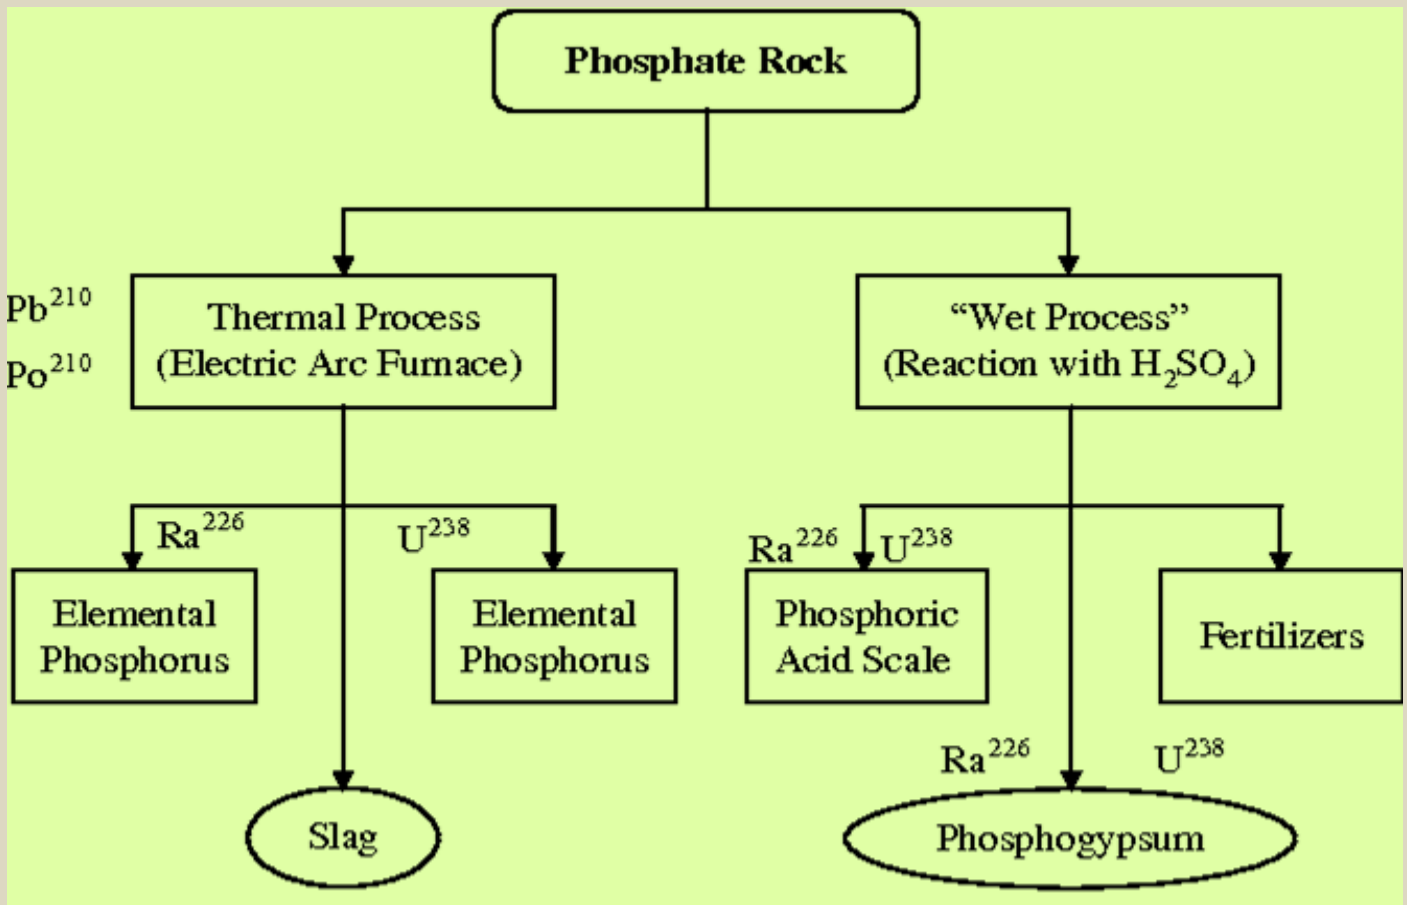 Phosphate Rock
Pb²¹⁰
Po²¹⁰
Thermal Process
(Electric Arc Furnace)
“Wet Process”
(Reaction with H₂SO₄)
Ra²²⁶
U²³⁸
Ra²²⁶
U²³⁸
Elemental
Phosphorus
Elemental
Phosphorus
Phosphoric
Acid Scale
Fertilizers
Ra²²⁶
U²³⁸
Slag
Phosphogypsum